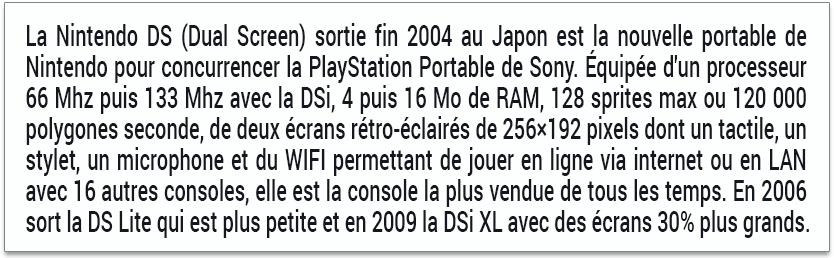 La Nintendo DS (Dual Screen) sortie fin 2004 au Japon est la nouvelle portable de
Nintendo pour concurrencer la PlayStation Portable de Sony. Équipée d'un processeur
66 Mhz puis 133 Mhz avec la DSi, 4 puis 16 Mo de RAM, 128 sprites max ou 120 000
polygones seconde, de deux écrans rétro-éclairés de 256×192 pixels dont un tactile, un
stylet, un microphone et du WIFI permettant de jouer en ligne via internet ou en LAN
avec 16 autres consoles, elle est la console la plus vendue de tous les temps. En 2006
sort la DS Lite qui est plus petite et en 2009 la DSi XL avec des écrans 30% plus grands.